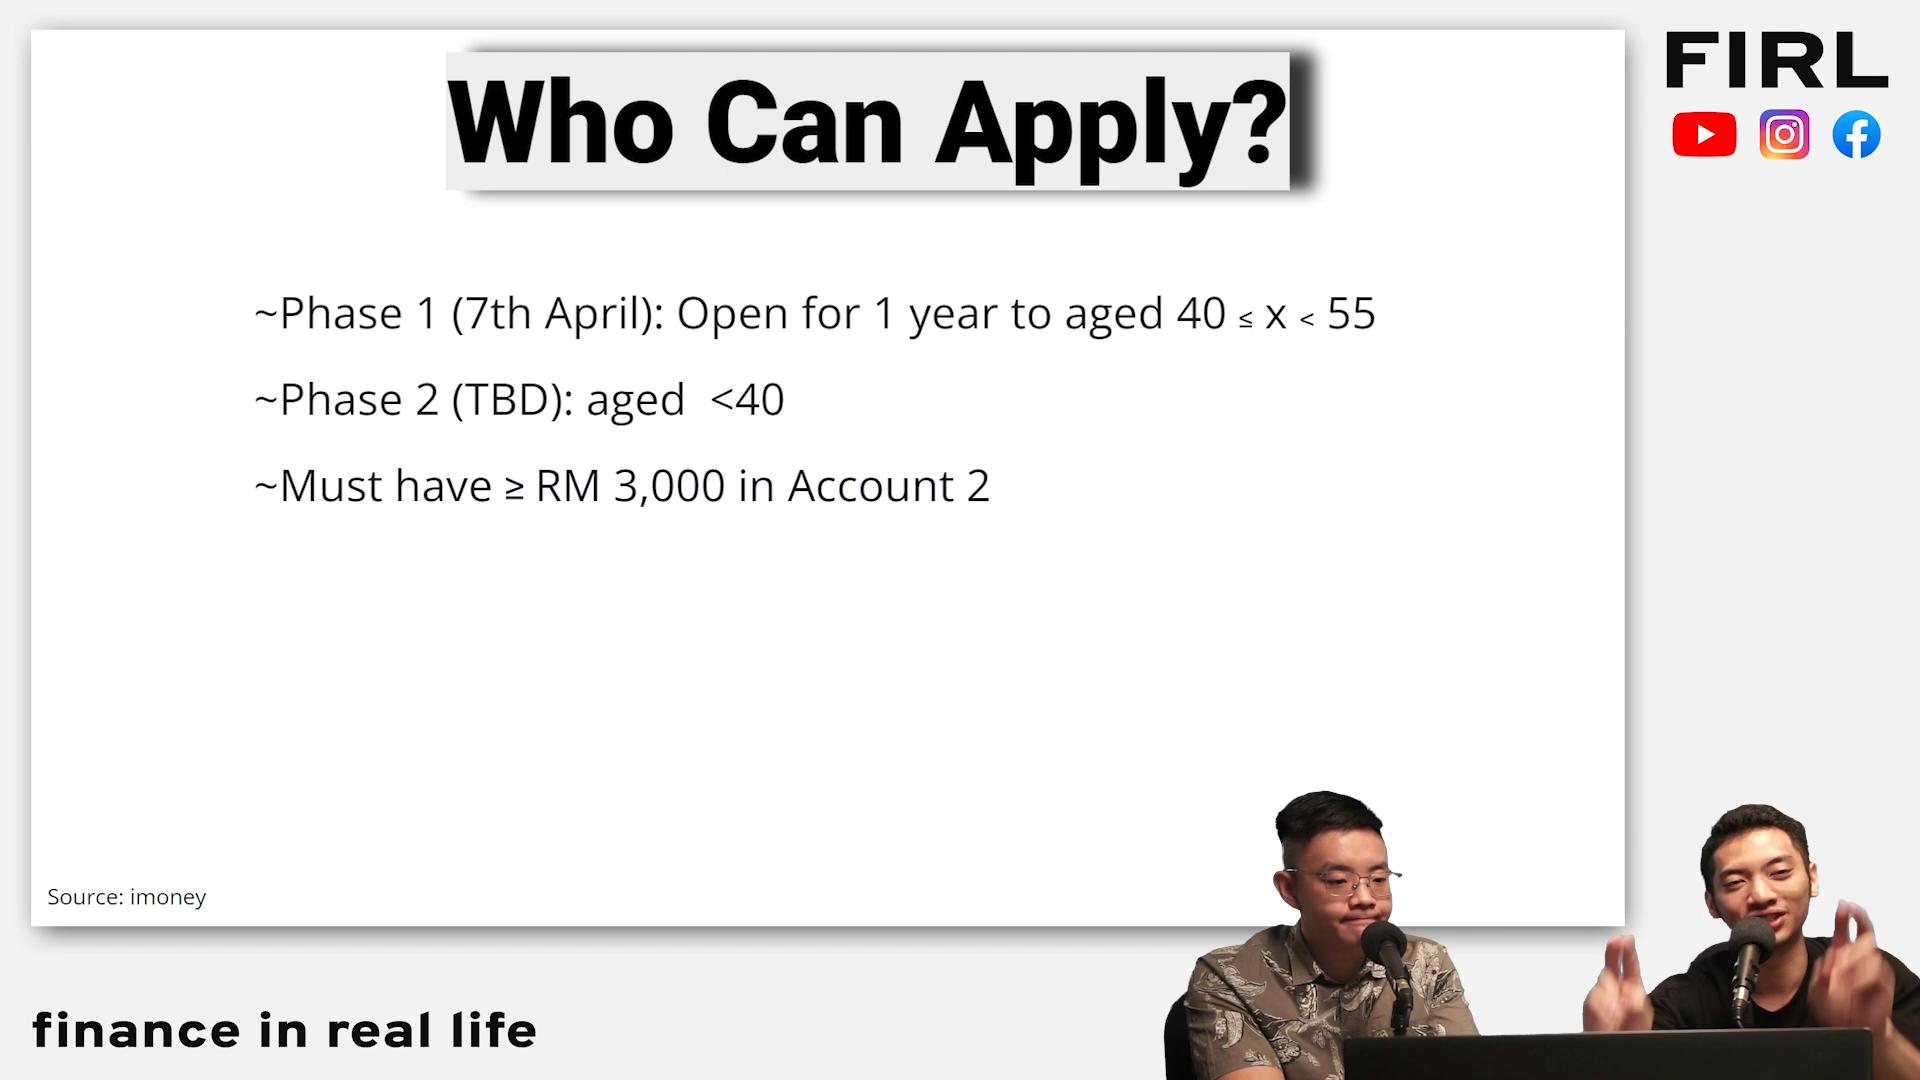 Who Can Apply?
FIRL
~Phase 1 (7th April): Open for 1 year to aged 40 ≤ x < 55
~Phase 2 (TBD): aged  <40
~Must have ≥ RM 3,000 in Account 2
Source: imoney
finance in real life